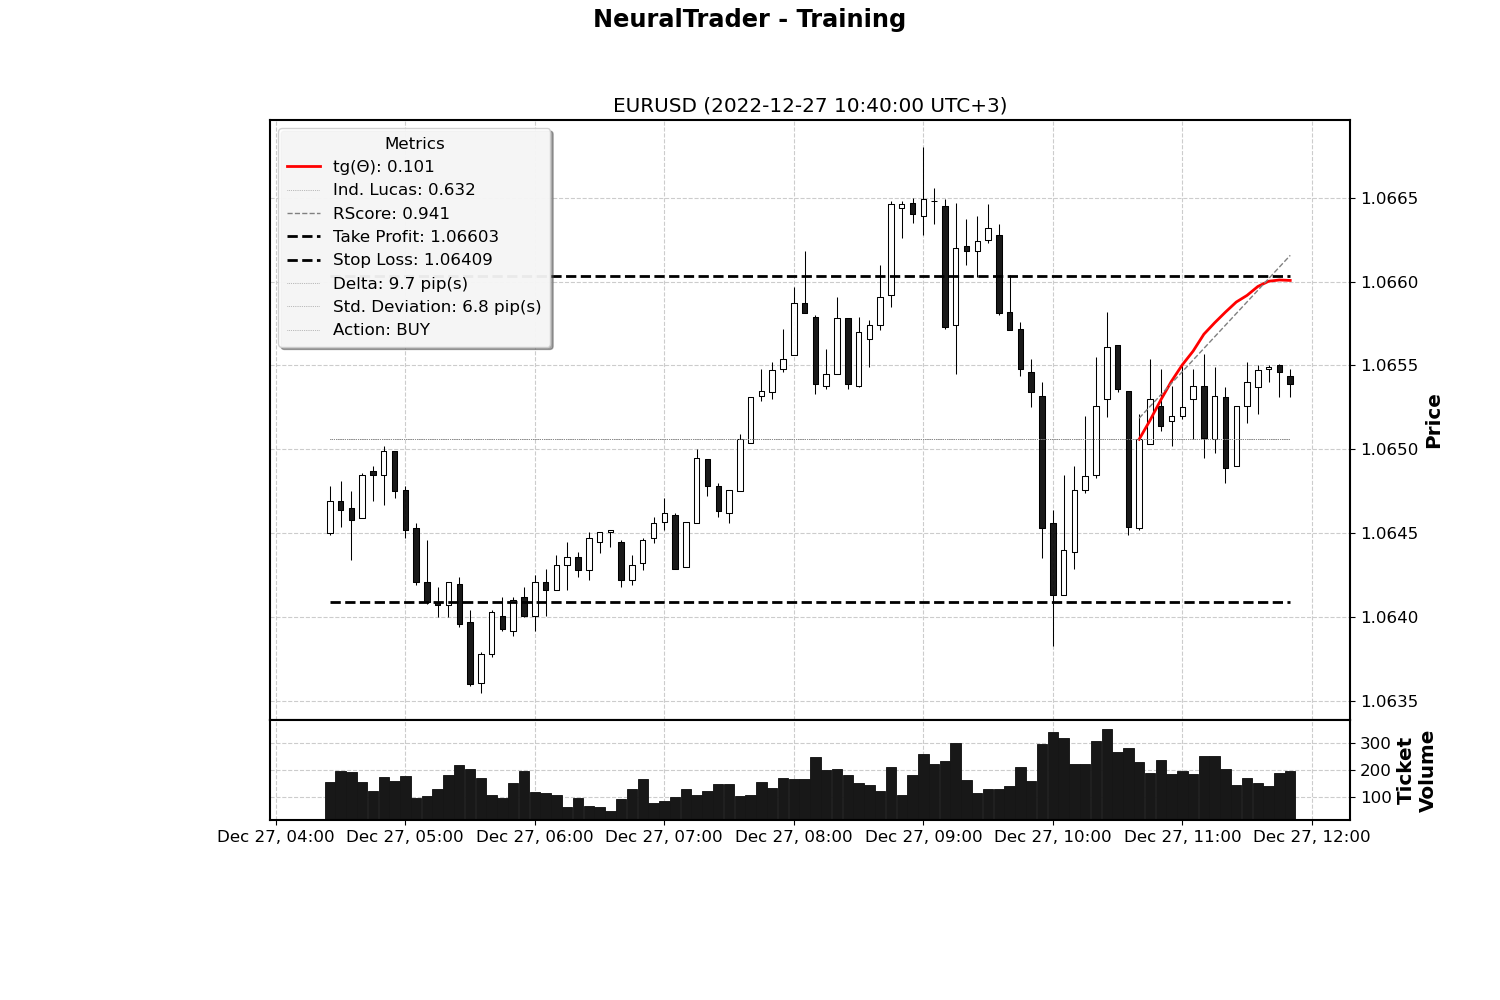 NeuralTrader - Training
EURUSD (2022-12-27 10:40:00 UTC+3)
Metrics
tg(Θ): 0.101
Ind. Lucas: 0.632
RScore: 0.941
Take Profit: 1.06603
Stop Loss: 1.06409
Delta: 9.7 pip(s)
Std. Deviation: 6.8 pip(s)
Action: BUY
1.0665
1.0660
1.0655
1.0650
1.0645
1.0640
1.0635
Price
300
200
100
Ticket
Volume
Dec 27, 04:00 Dec 27, 05:00 Dec 27, 06:00 Dec 27, 07:00 Dec 27, 08:00 Dec 27, 09:00 Dec 27, 10:00 Dec 27, 11:00 Dec 27, 12:00